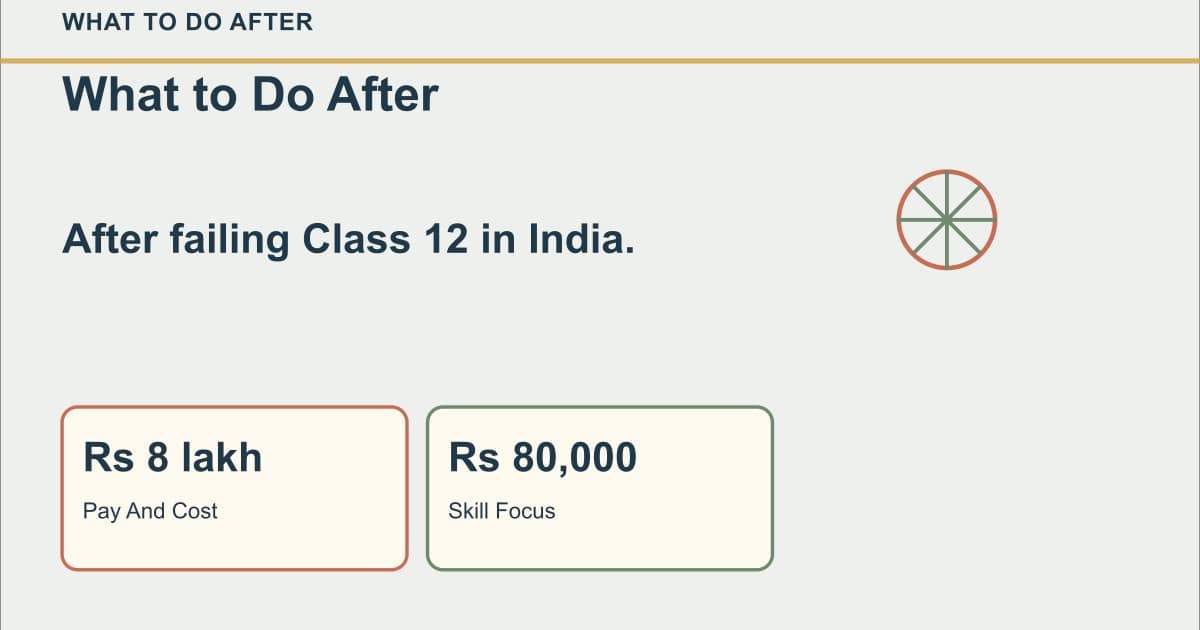 WHAT TO DO AFTER
What to Do After
After failing Class 12 in India.
Rs 8 lakh
Pay And Cost
Rs 80,000
Skill Focus